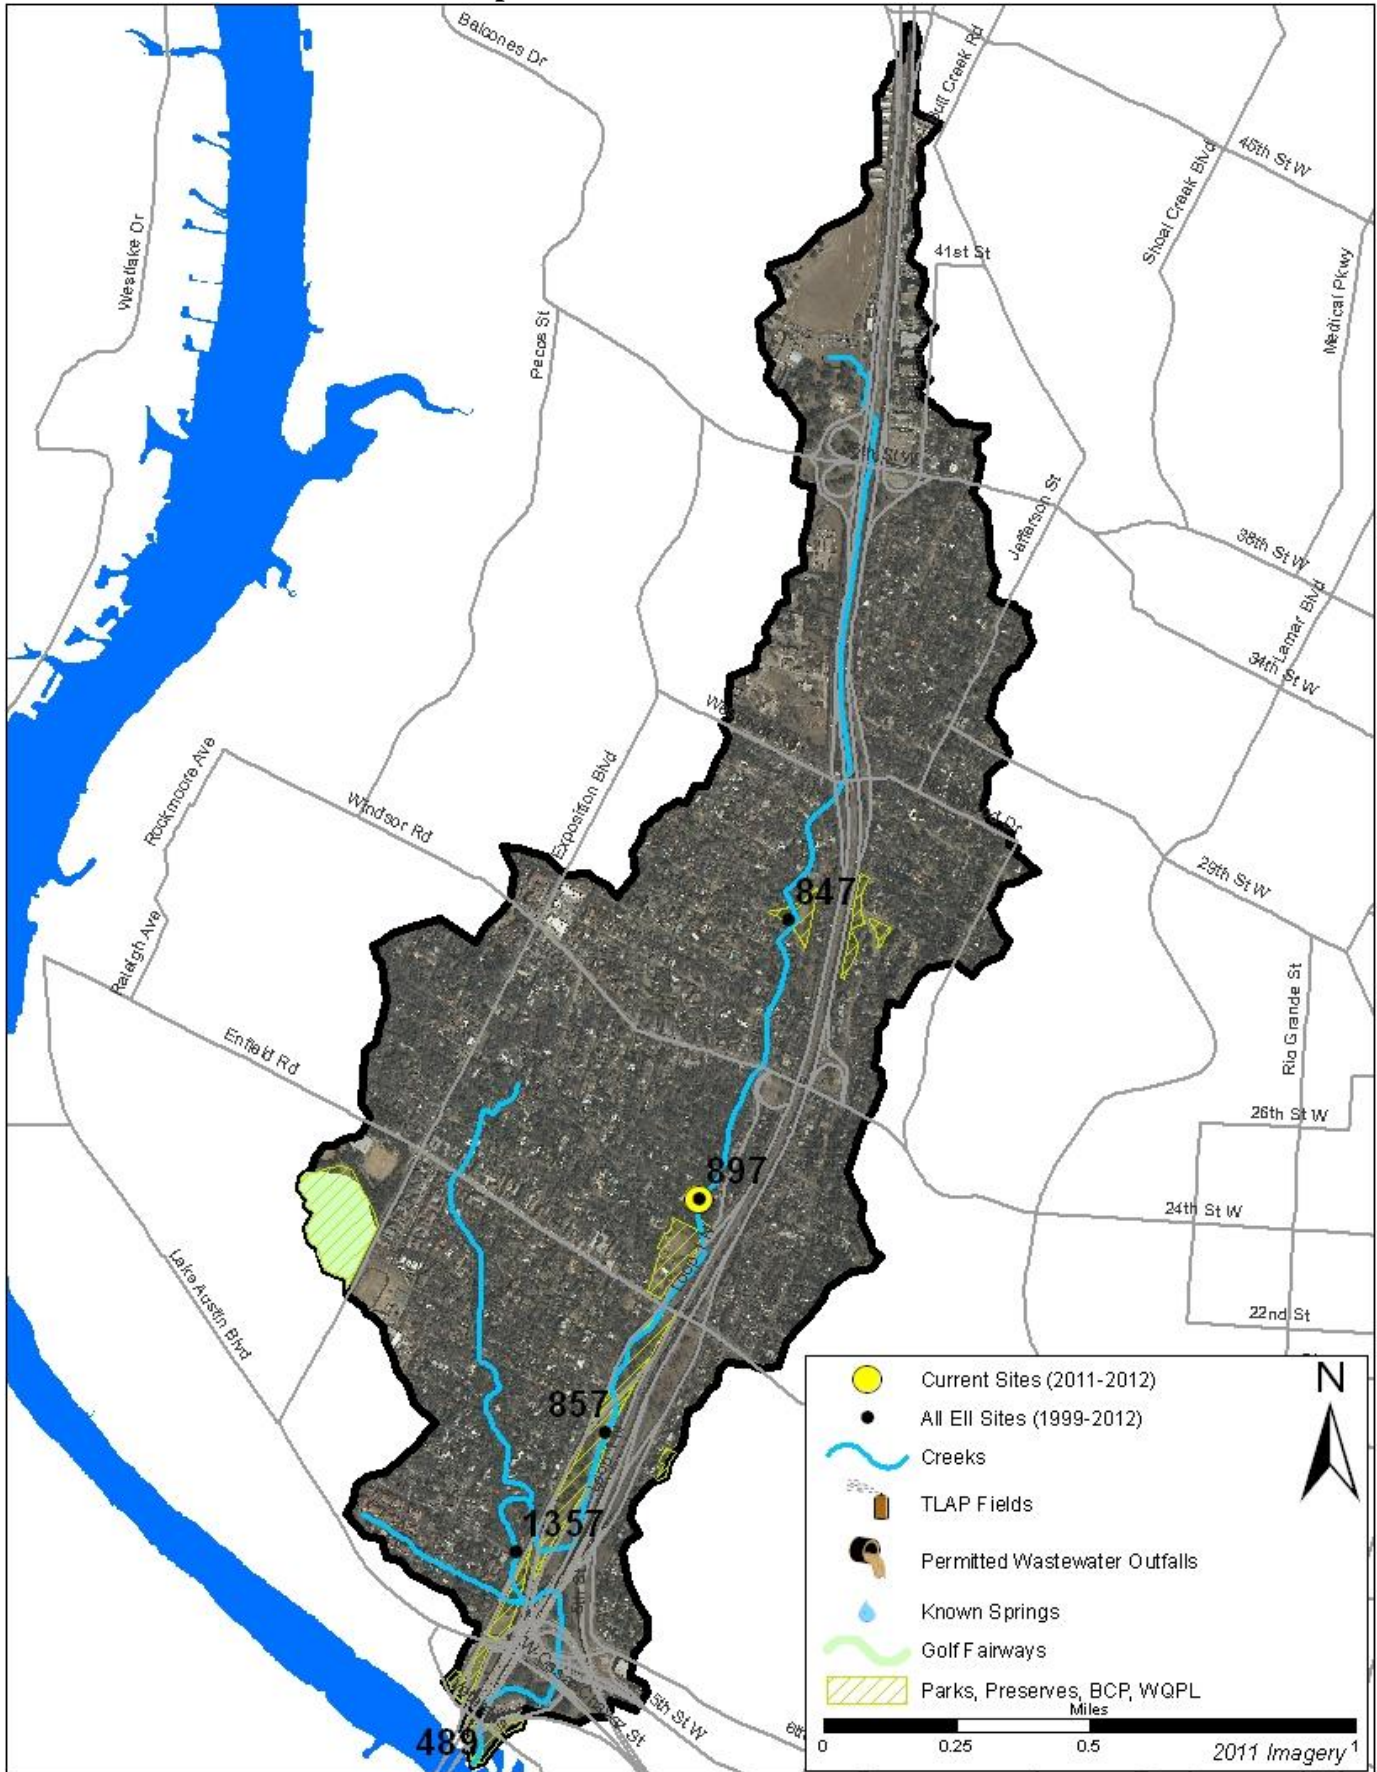 Balcones Dr
Bull Creek Rd
45th St W
Shoal Creek Blvd
Westlake Dr
41st St
Medical Pkwy
Pecos St
Jefferson St
38th St W
Lamar Blvd
34th St W
Rockmoore Ave
Windsor Rd
Exposition Blvd
29th St W
847
Raleigh Ave
Enfield Rd
Rio Grande St
26th St W
897
24th St W
Lake Austin Blvd
22nd St
857
1357
5th St W
489
N
Current Sites (2011-2012)
All EII Sites (1999-2012)
Creeks
TLAP Fields
Permitted Wastewater Outfalls
Known Springs
Golf Fairways
Parks, Preserves, BCP, WQPL
Miles
0 0.25 0.5 1
2011 Imagery